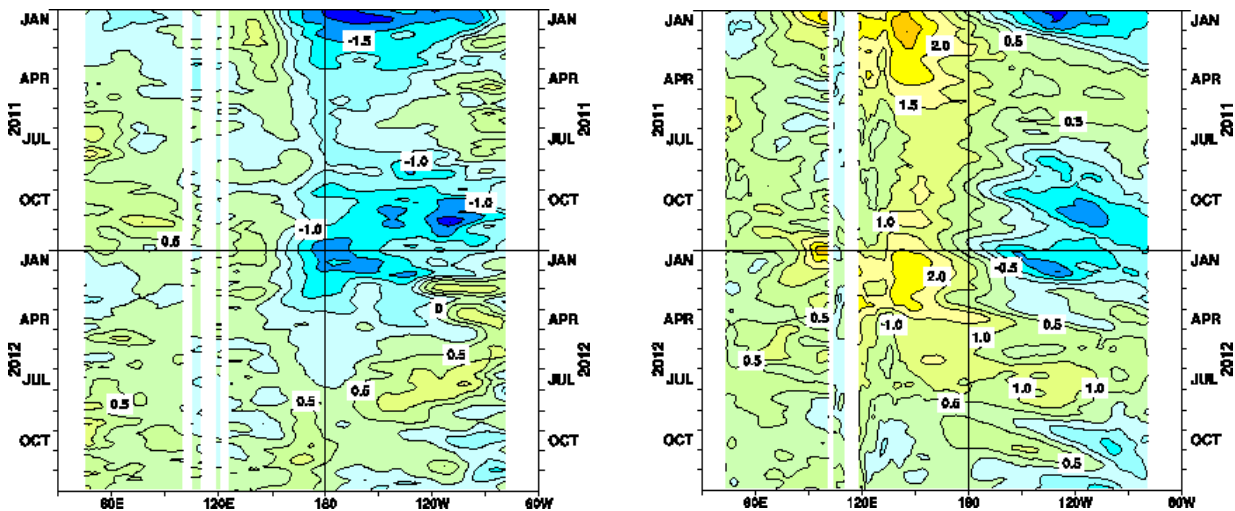 JAN -1.5 JAN
APR APR
2011 2011
JUL JUL
-1.0
OCT -1.0 OCT
0.5 -1.0
JAN JAN
0
APR APR
2012 0.5 2012
JUL 0.5 JUL
0.5 0.5
OCT OCT
60E 120E 180 120W 60W
JAN 0.5 JAN
2.0
APR APR
2011 1.5 2011
JUL 0.5 JUL
OCT OCT
1.0
JAN 2.0 -0.5 JAN
APR 0.5 -1.0 0.5 APR
1.0
2012 0.5 2012
JUL 1.0 1.0 JUL
0.5
OCT OCT
0.5
60E 120E 180 120W 60W